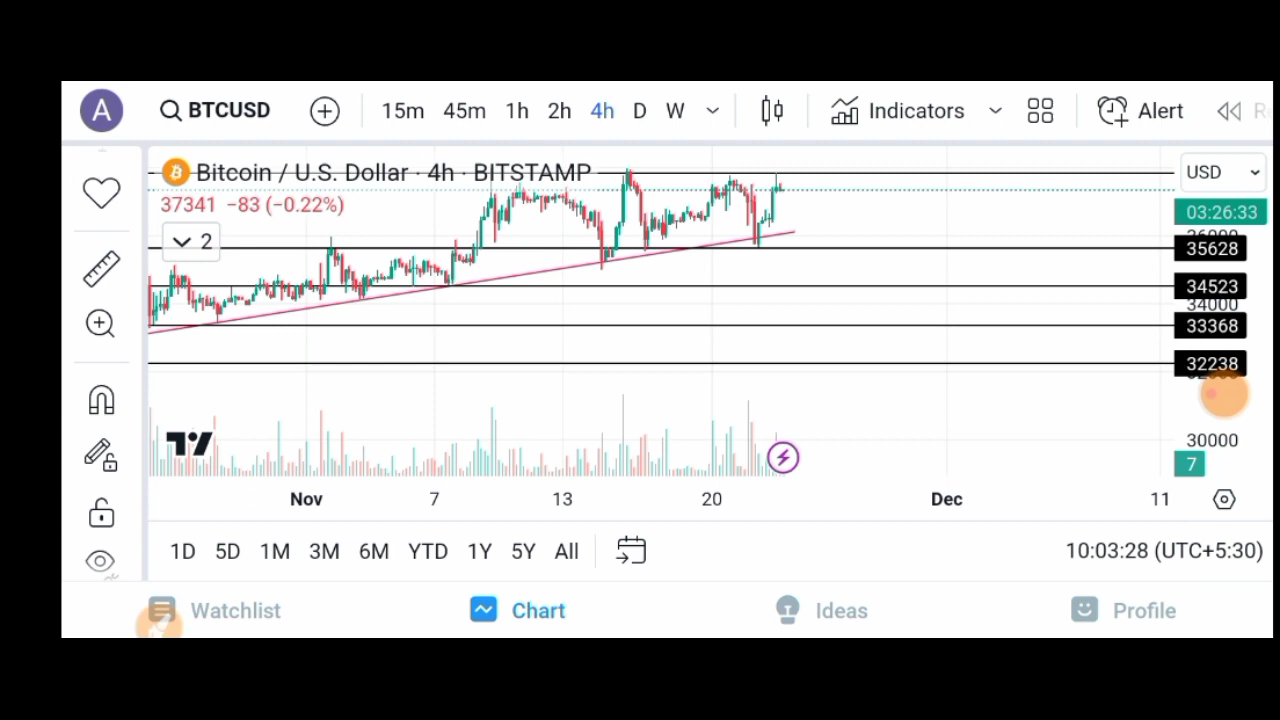 A BTCUSD 15m 45m 1h 2h 4h D W Indicators Alert
Bitcoin / U.S. Dollar · 4h · BITSTAMP USD
37341 −83 (−0.22%) 03:26:33
2
36000
35628
34523
34000
33368
32238
30000
7
Nov 7 13 20 Dec 11
1D 5D 1M 3M 6M YTD 1Y 5Y All 10:03:28 (UTC+5:30)
Watchlist Chart Ideas Profile